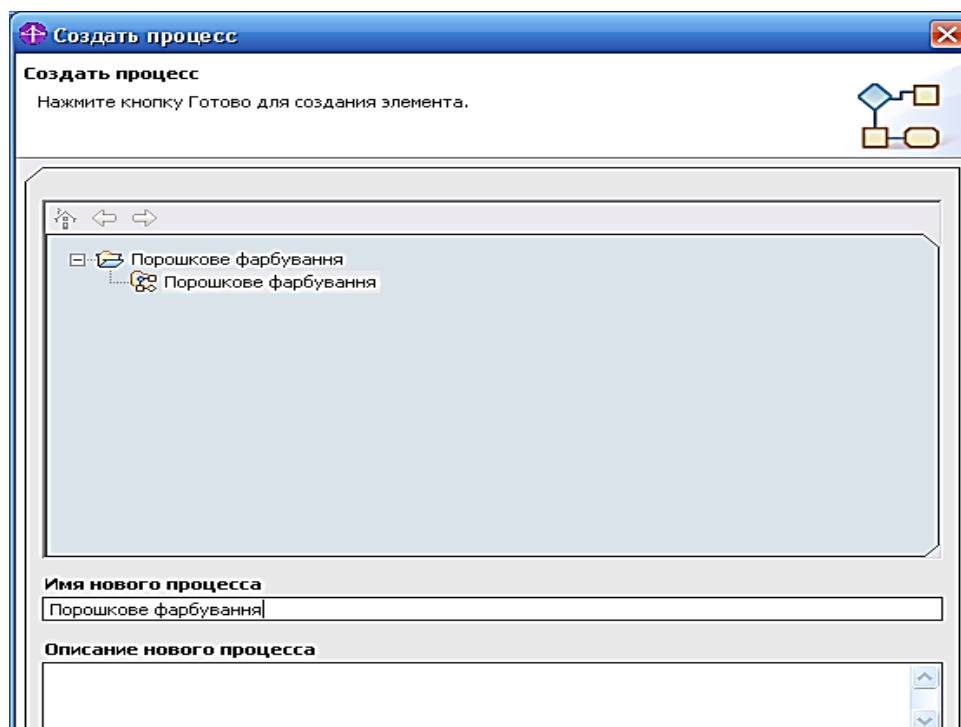 Создать процесс
Создать процесс
Нажмите кнопку Готово для создания элемента.
Порошкове фарбування
Порошкове фарбування
Имя нового процесса
Порошкове фарбування
Описание нового процесса